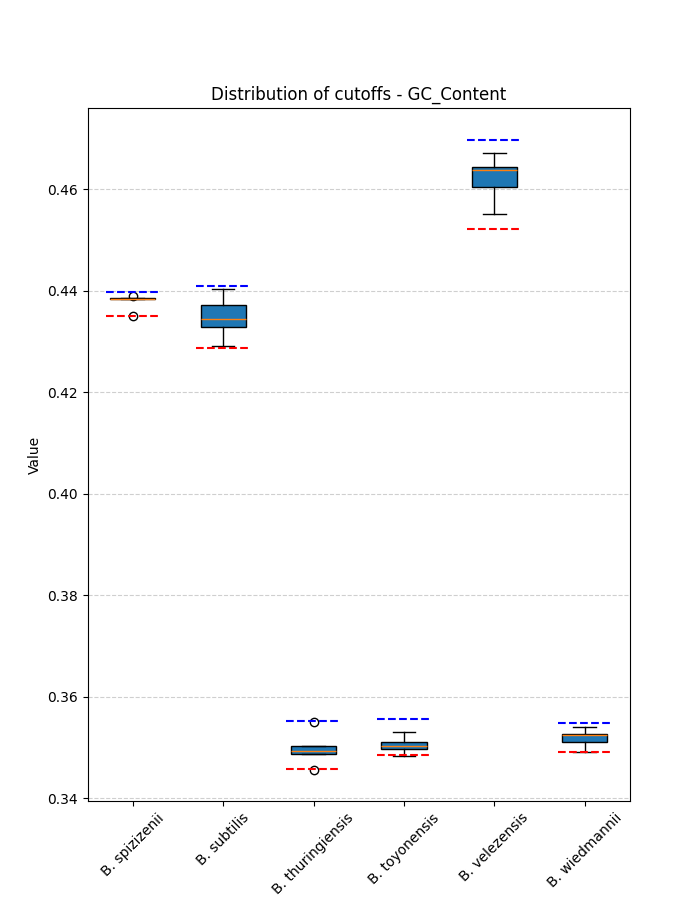 Distribution of cutoffs - GC_Content
Value
0.46
0.44
0.42
0.40
0.38
0.36
0.34
B. spizizenii
B. subtilis
B. thuringiensis
B. toyonensis
B. velezensis
B. wiedmannii